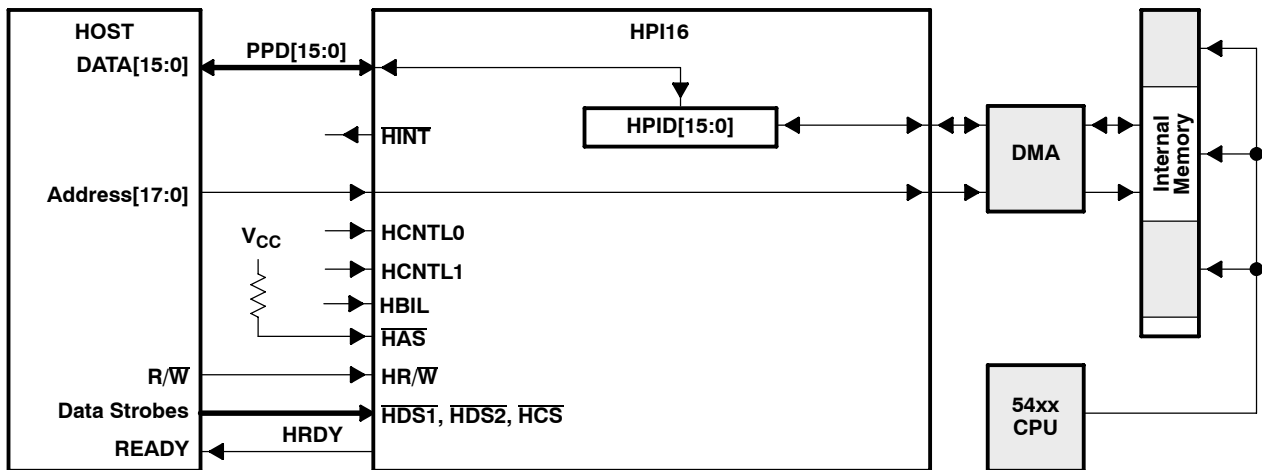 HOST
DATA[15:0]
PPD[15:0]
HPI16
HPID[15:0]
HINT
DMA
Internal
Memory
Address[17:0]
VCC
HCNTL0
HCNTL1
HBIL
HAS
R/W
HR/W
Data Strobes
HDS1, HDS2, HCS
READY
HRDY
54xx
CPU